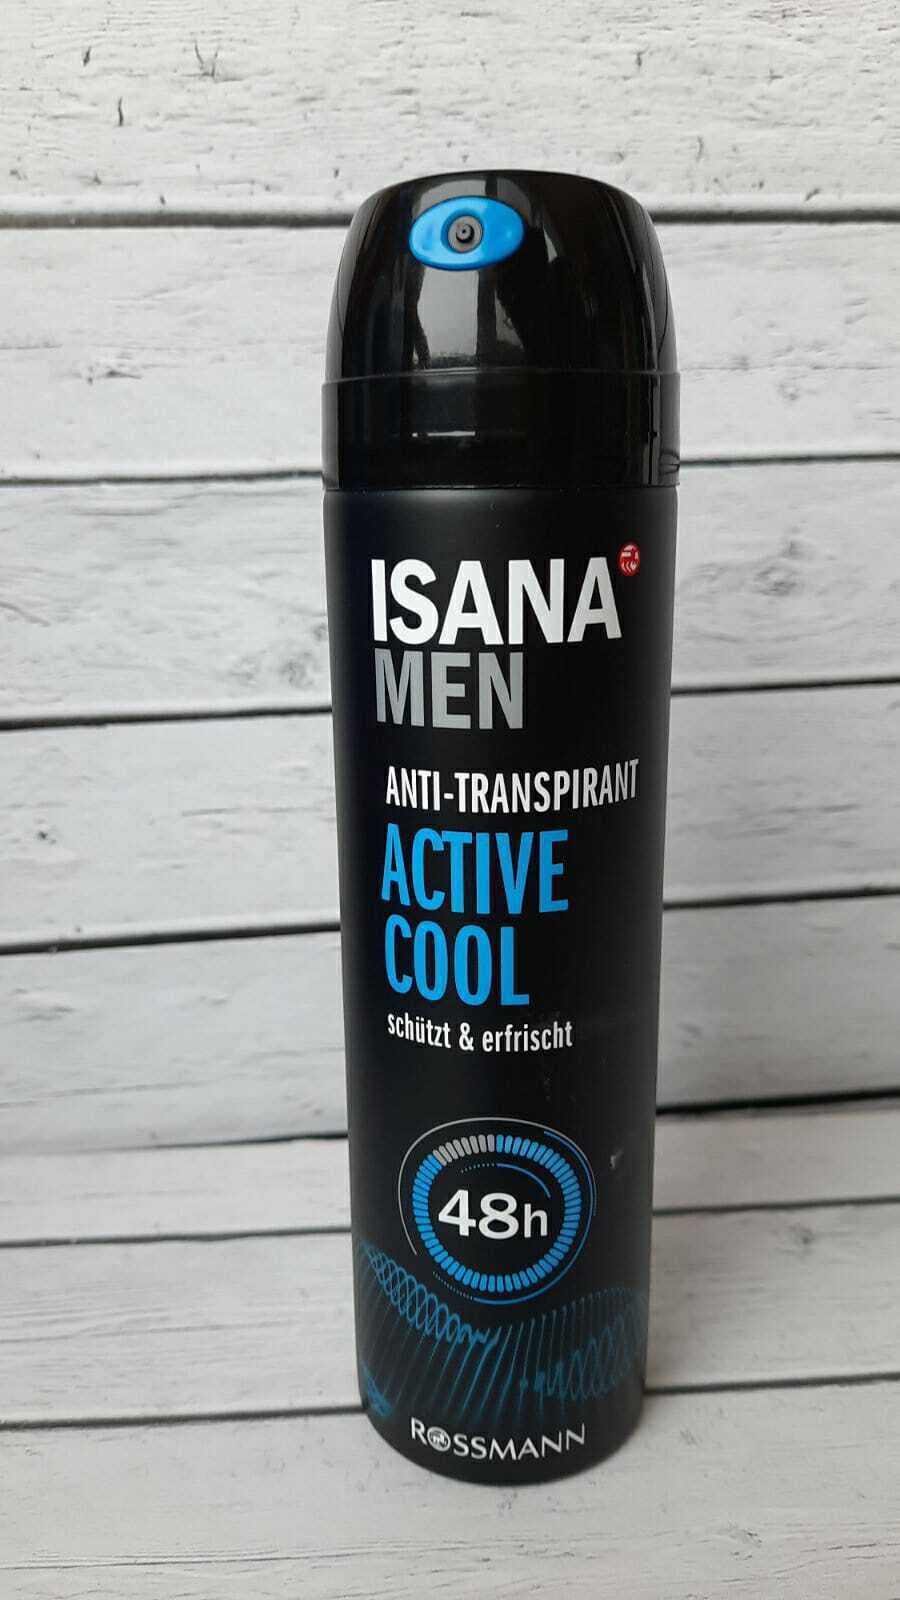 ISANA
MEN
ANTI-TRANSPIRANT
ACTIVE
COOL
schützt & erfrischt
48h
ROSSMANN